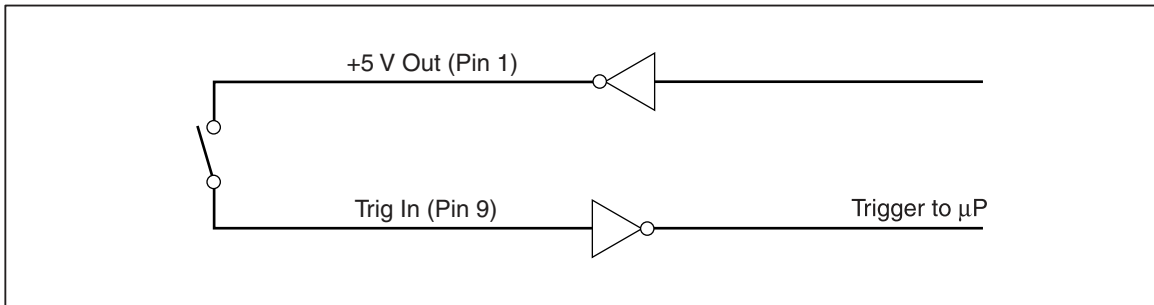 +5 V Out (Pin 1)
Trig In (Pin 9)
Trigger to μP